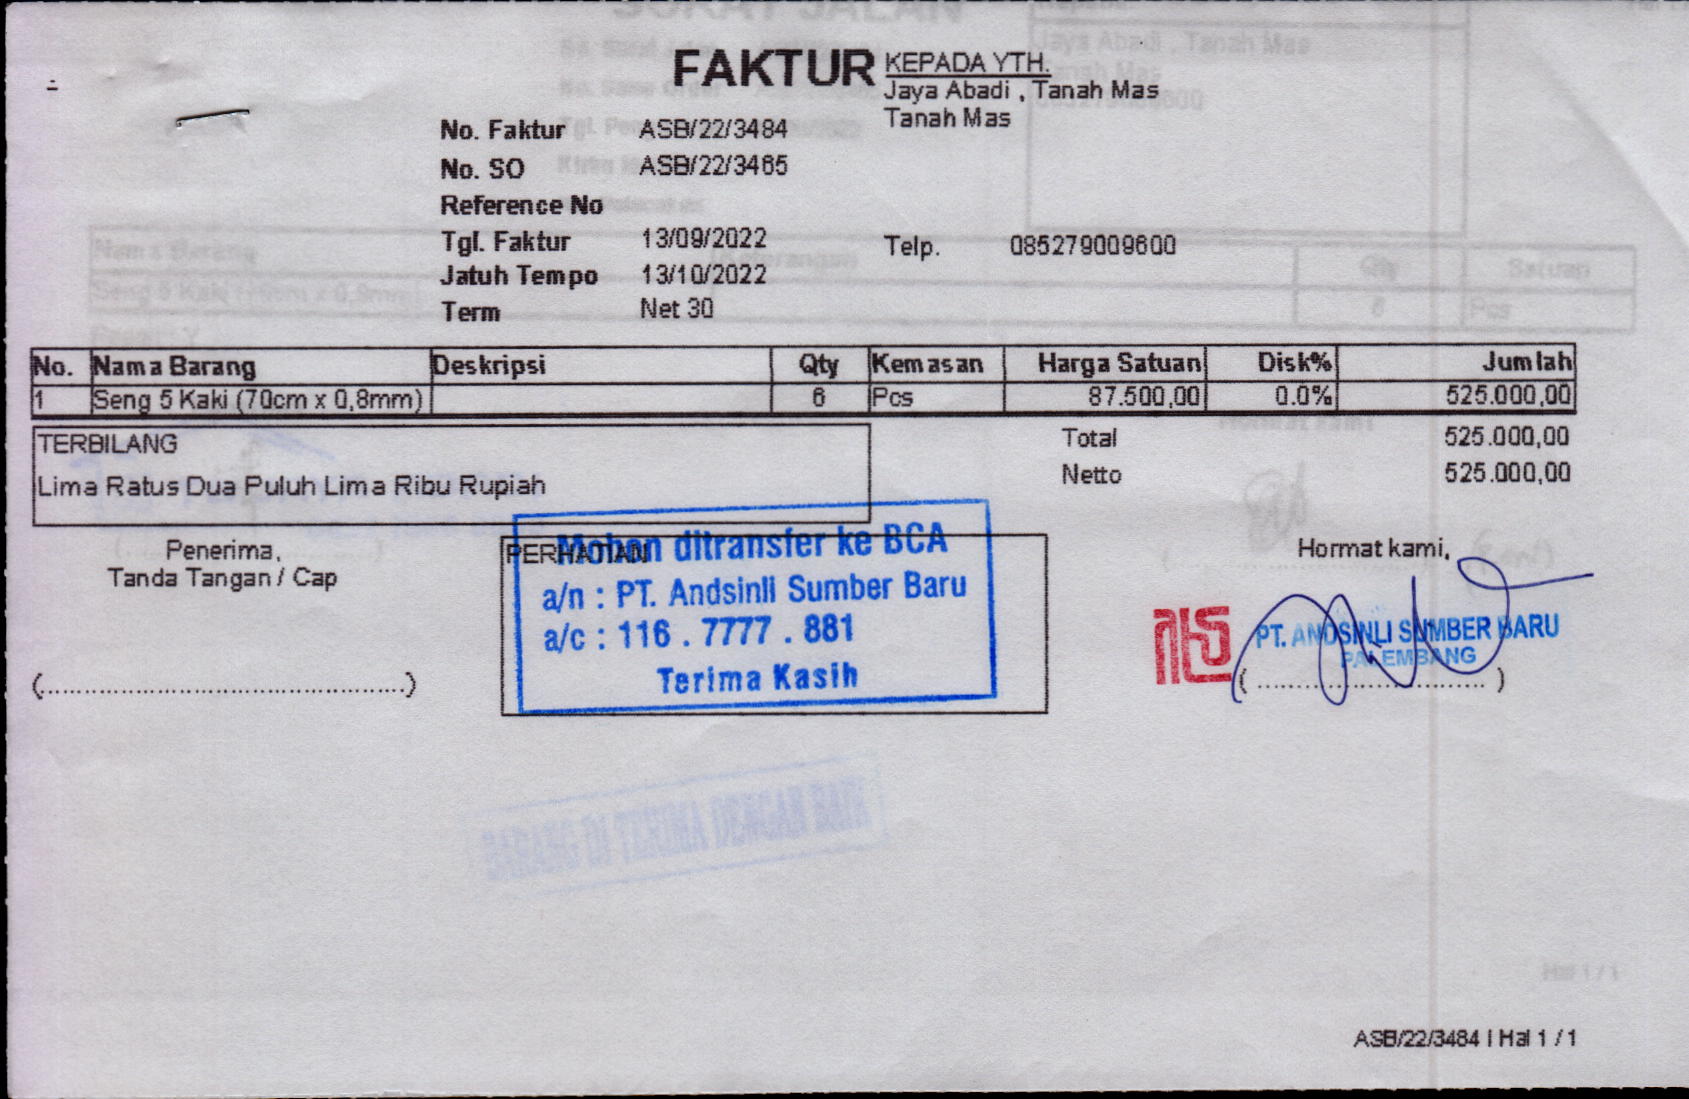 FAKTUR
KEPADA YTH.
Jaya Abadi , Tanah Mas
Tanah Mas
No. Faktur ASB/22/3484
No. SO ASB/22/3465
Reference No
Tgl. Faktur 13/09/2022
Telp. 085279009600
Jatuh Tempo 13/10/2022
Term Net 30
No. Nama Barang Deskripsi Qty Kemasan Harga Satuan Disk% Jumlah
1 Seng 5 Kaki (70cm x 0,8mm) 6 Pcs 87.500,00 0.0% 525.000,00
TERBILANG
Lima Ratus Dua Puluh Lima Ribu Rupiah
Total 525.000,00
Netto 525.000,00
Penerima,
Tanda Tangan / Cap
(....................................................)
PERHATIAN
Mohon ditransfer ke BCA
a/n : PT. Andsinli Sumber Baru
a/c : 116 . 7777 . 881
Terima Kasih
Hormat kami,
PT. ANDSINLI SUMBER BARU
PALEMBANG
(................................)
BARANG DI TERIMA DENGAN BAIK
Hal 1 / 1
ASB/22/3484 | Hal 1 / 1